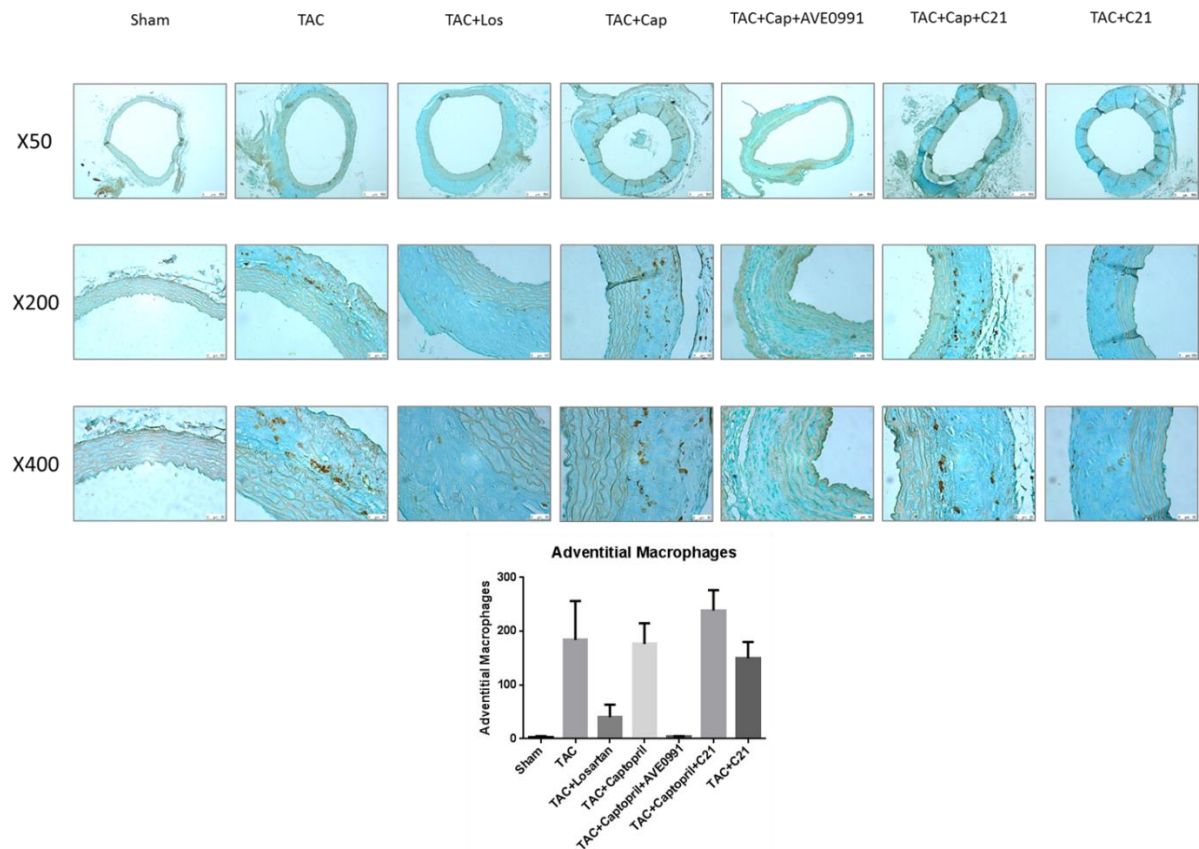 Sham TAC TAC+Los TAC+Cap TAC+Cap+AVE0991 TAC+Cap+C21 TAC+C21
X50
X200
X400
Adventitial Macrophages
Adventitial Macrophages
300
200
100
0
Sham
TAC
TAC+Losartan
TAC+Captopril
TAC+Captopril+AVE0991
TAC+Captopril+C21
TAC+C21